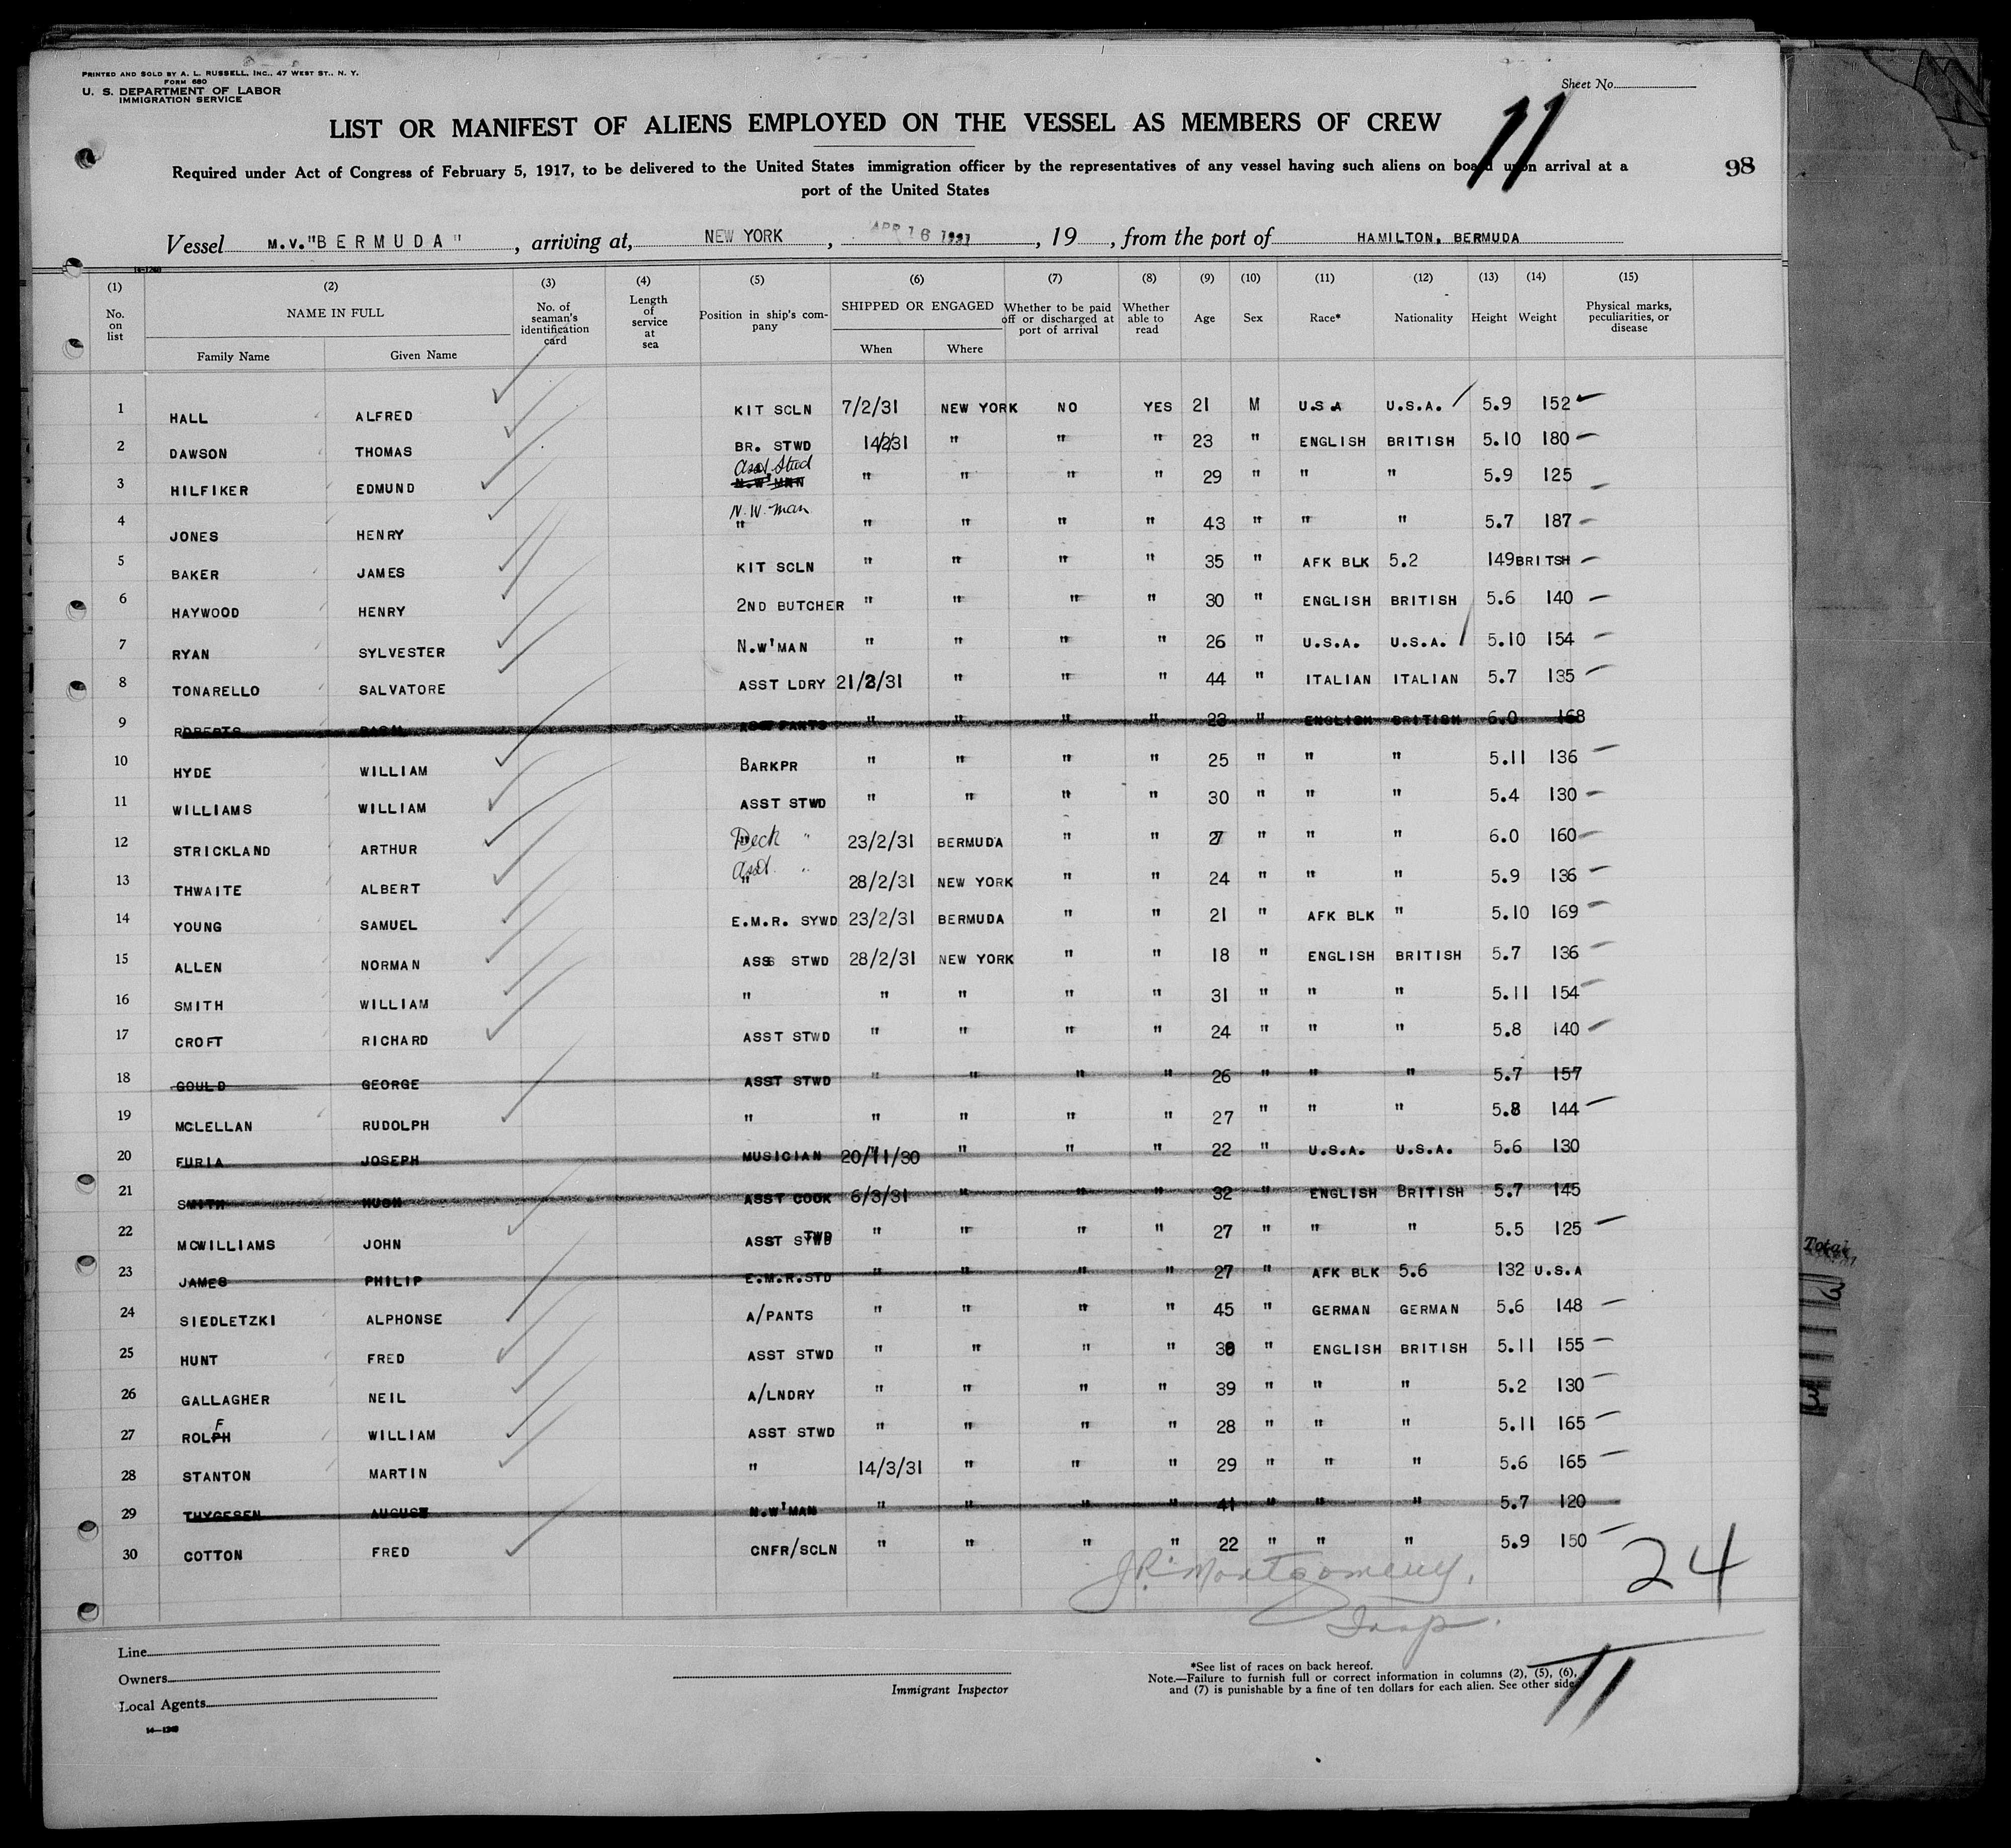 PRINTED AND SOLD BY A. L. RUSSELL, INC., 47 WEST ST., N. Y.
FORM 680
U. S. DEPARTMENT OF LABOR
IMMIGRATION SERVICE
Sheet No.
LIST OR MANIFEST OF ALIENS EMPLOYED ON THE VESSEL AS MEMBERS OF CREW
11
Required under Act of Congress of February 5, 1917, to be delivered to the United States immigration officer by the representatives of any vessel having such aliens on board upon arrival at a
port of the United States
98
Vessel M.V."BERMUDA", arriving at, NEW YORK, APR 16 1931, 19, from the port of HAMILTON, BERMUDA
14-1240
(1) (2) (3) (4) (5) (6) (7) (8) (9) (10) (11) (12) (13) (14) (15)
No. on list NAME IN FULL Family Name Given Name No. of seaman's identification card Length of service at sea Position in ship's company SHIPPED OR ENGAGED When Where Whether to be paid off or discharged at port of arrival Whether able to read Age Sex Race* Nationality Height Weight Physical marks, peculiarities, or disease
1 HALL ALFRED KIT SCLN 7/2/31 NEW YORK NO YES 21 M U.S.A U.S.A. 5.9 152
2 DAWSON THOMAS BR. STWD 14/2/31 " " " 23 " ENGLISH BRITISH 5.10 180
3 HILFIKER EDMUND Asst Stwd N.W'MAN " " " " 29 " " " 5.9 125
4 JONES HENRY N.W. man " " " " " 43 " " " 5.7 187
5 BAKER JAMES KIT SCLN " " " " 35 " AFK BLK 5.2 149 BRITSH
6 HAYWOOD HENRY 2ND BUTCHER " " " " 30 " ENGLISH BRITISH 5.6 140
7 RYAN SYLVESTER N.W'MAN " " " " 26 " U.S.A. U.S.A. 5.10 154
8 TONARELLO SALVATORE ASST LDRY 21/2/31 " " " 44 " ITALIAN ITALIAN 5.7 135
9 ROBERTS ASST PANTS " " " " 23 " ENGLISH BRITISH 6.0 168
10 HYDE WILLIAM BARKPR " " " " 25 " " " 5.11 136
11 WILLIAMS WILLIAM ASST STWD " " " " 30 " " " 5.4 130
12 STRICKLAND ARTHUR Deck " 23/2/31 BERMUDA " " 27 " " " 6.0 160
13 THWAITE ALBERT Asst. " 28/2/31 NEW YORK " " 24 " " " 5.9 136
14 YOUNG SAMUEL E.M.R. SYWD 23/2/31 BERMUDA " " 21 " AFK BLK " 5.10 169
15 ALLEN NORMAN ASS STWD 28/2/31 NEW YORK " " 18 " ENGLISH BRITISH 5.7 136
16 SMITH WILLIAM " " " " " 31 " " " 5.11 154
17 CROFT RICHARD ASST STWD " " " " 24 " " " 5.8 140
18 GOULD GEORGE ASST STWD " " " " 26 " " " 5.7 157
19 MCLELLAN RUDOLPH " " " " " 27 " " " 5.8 144
20 FURIA JOSEPH MUSICIAN 20/11/30 " " " 22 " U.S.A. U.S.A. 5.6 130
21 SMITH HUGH ASST COOK 6/3/31 " " " 32 " ENGLISH BRITISH 5.7 145
22 MCWILLIAMS JOHN ASST STWD " " " " 27 " " " 5.5 125
23 JAMES PHILIP E.M.R.STD " " " " 27 " AFK BLK 5.6 132 U.S.A
24 SIEDLETZKI ALPHONSE A/PANTS " " " " 45 " GERMAN GERMAN 5.6 148
25 HUNT FRED ASST STWD " " " " 38 " ENGLISH BRITISH 5.11 155
26 GALLAGHER NEIL A/LNDRY " " " " 39 " " " 5.2 130
27 ROLPH F WILLIAM ASST STWD " " " " 28 " " " 5.11 165
28 STANTON MARTIN " 14/3/31 " " " 29 " " " 5.6 165
29 THYGESEN AUGUST N.W'MAN " " " " 41 " " " 5.7 120
30 COTTON FRED CNFR/SCLN " " " " 22 " " " 5.9 150
24
J.R. Montgomery,
Insp.
Line
Owners
Local Agents
14-1240
Immigrant Inspector
*See list of races on back hereof.
Note.—Failure to furnish full or correct information in columns (2), (5), (6),
and (7) is punishable by a fine of ten dollars for each alien. See other side.
11
Total
3
3